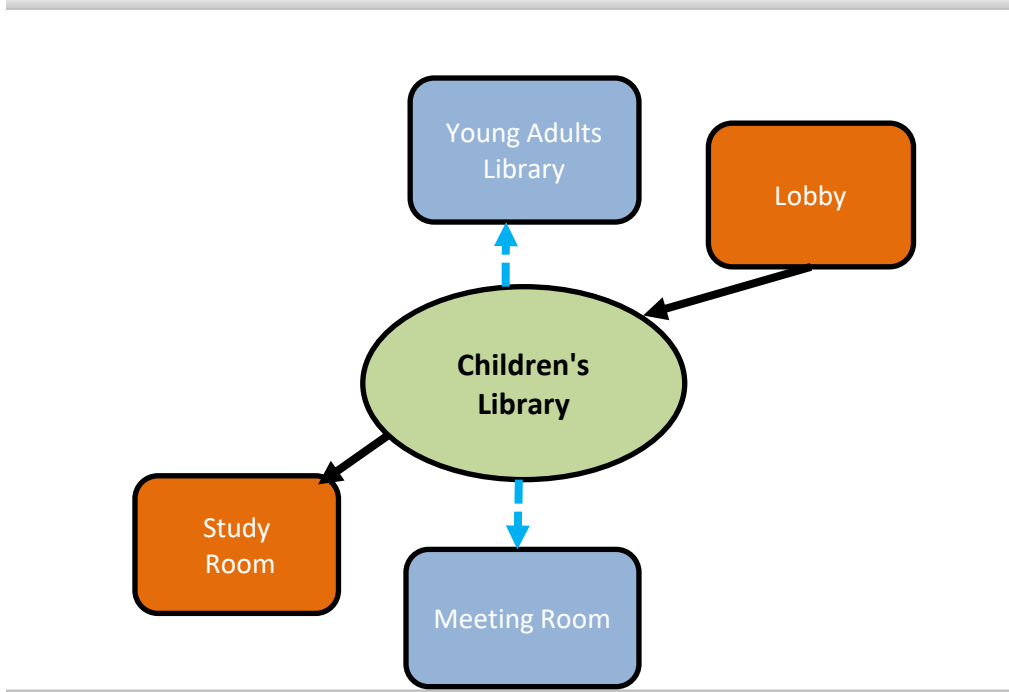 Young Adults
Library
Lobby
Children's
Library
Study
Room
Meeting Room